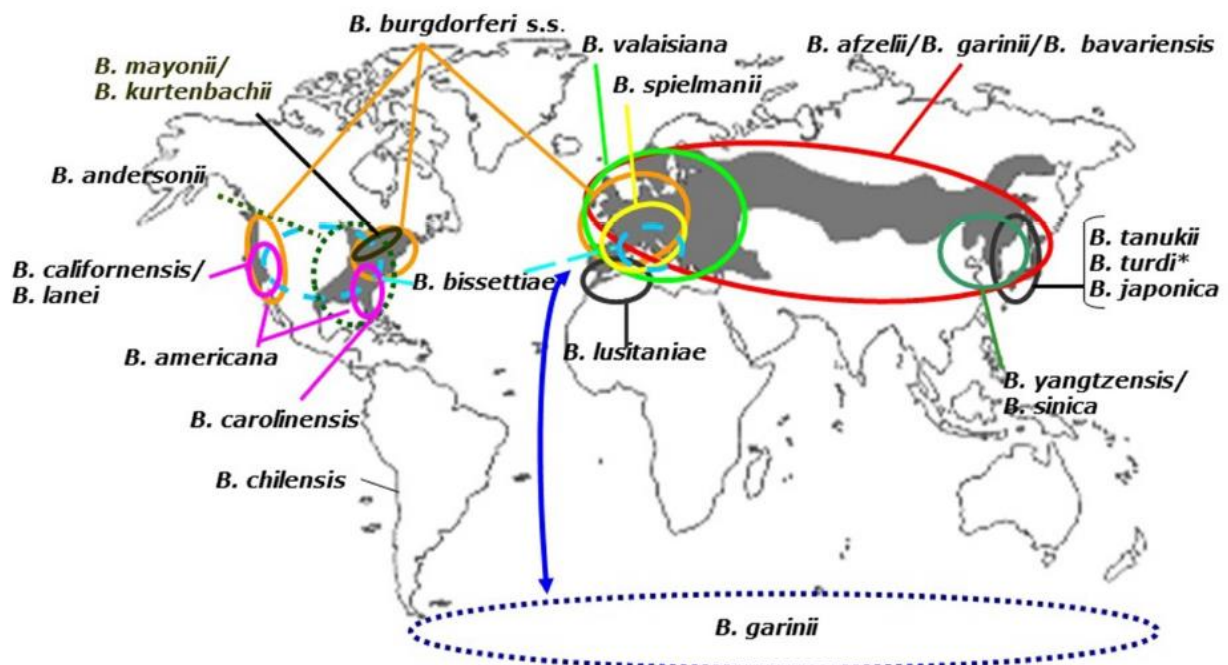 B. burgdorferi s.s.
B. valaisiana
B. afzelii/B. garinii/B. bavariensis
B. mayonii/
B. kurtenbachii
B. spielmanii
B. andersonii
B. californensis/
B. lanei
B. bissettiae
B. tanukii
B. turdi*
B. japonica
B. americana
B. lusitaniae
B. yangtzensis/
B. sinica
B. carolinensis
B. chilensis
B. garinii